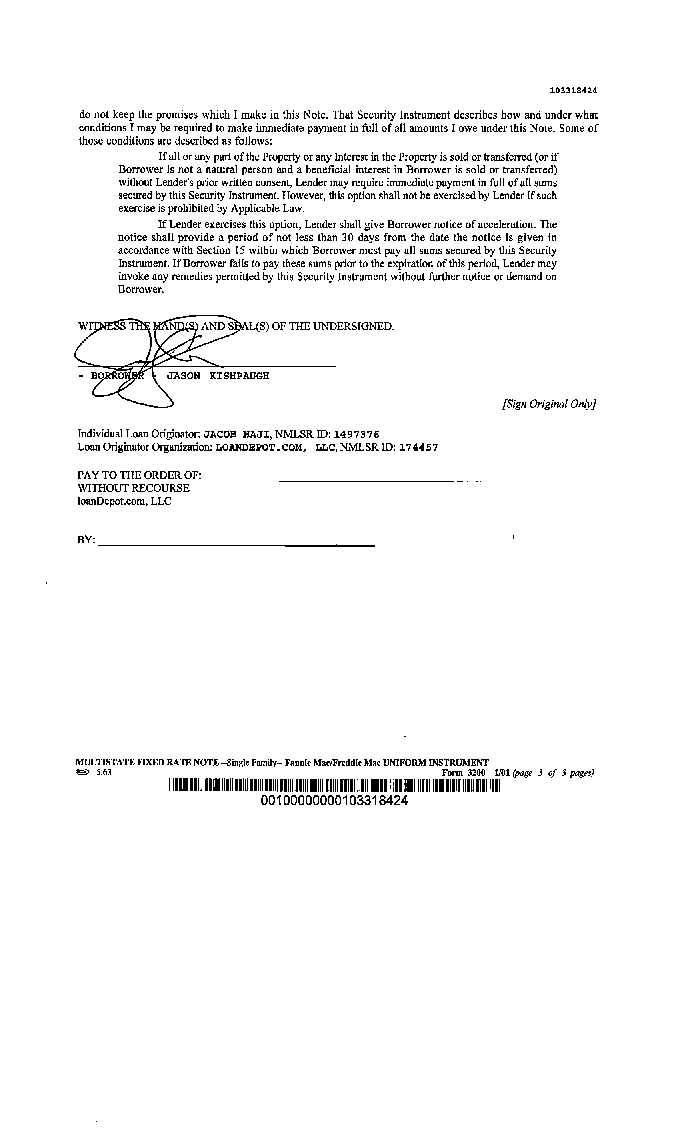 103318424
do not keep the promises which I make in this Note. That Security Instrument describes how and under what
conditions I may be required to make immediate payment in full of all amounts I owe under this Note. Some of
those conditions are described as follows:
If all or any part of the Property or any Interest in the Property is sold or transferred (or if
Borrower is not a natural person and a beneficial interest in Borrower is sold or transferred)
without Lender's prior written consent, Lender may require immediate payment in full of all sums
secured by this Security Instrument. However, this option shall not be exercised by Lender if such
exercise is prohibited by Applicable Law.
If Lender exercises this option, Lender shall give Borrower notice of acceleration. The
notice shall provide a period of not less than 30 days from the date the notice is given in
accordance with Section 15 within which Borrower must pay all sums secured by this Security
Instrument. If Borrower fails to pay these sums prior to the expiration of this period, Lender may
invoke any remedies permitted by this Security Instrument without further notice or demand on
Borrower.
WITNESS THE HAND(S) AND SEAL(S) OF THE UNDERSIGNED.
- BORROWER - JASON KISHPAUGH
[Sign Original Only]
Individual Loan Originator: JACOB HAJI, NMLSR ID: 1497376
Loan Originator Organization: LOANDEPOT.COM, LLC, NMLSR ID: 174457
PAY TO THE ORDER OF:
WITHOUT RECOURSE
loanDepot.com, LLC
BY:
MULTISTATE FIXED RATE NOTE –Single Family– Fannie Mae/Freddie Mac UNIFORM INSTRUMENT
5.63 Form 3200 1/01 (page 3 of 3 pages)
00100000000103318424